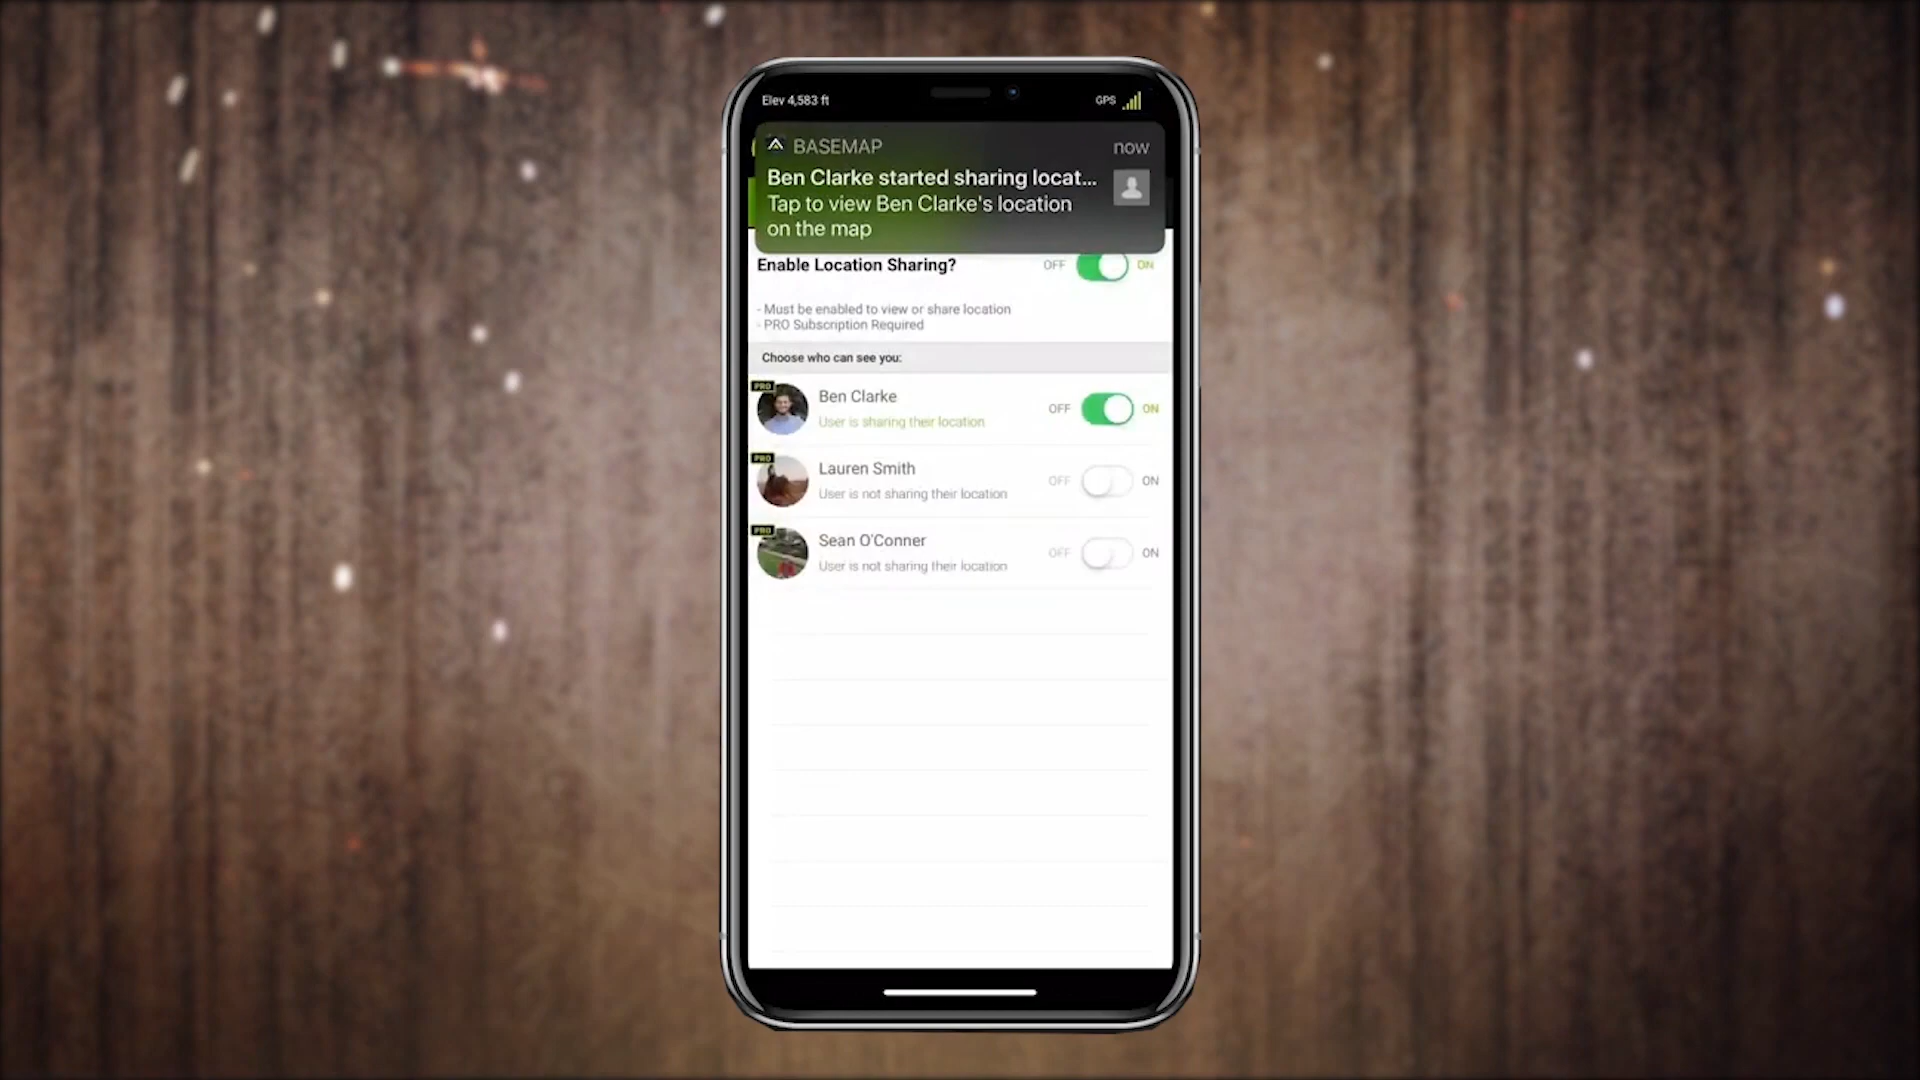 Elev 4,583 ft
GPS
BASEMAP
now
Ben Clarke started sharing locat...
Tap to view Ben Clarke's location
on the map
Enable Location Sharing?
OFF
ON
- Must be enabled to view or share location
- PRO Subscription Required
Choose who can see you:
PRO
Ben Clarke
User is sharing their location
OFF
ON
PRO
Lauren Smith
User is not sharing their location
OFF
ON
PRO
Sean O'Conner
User is not sharing their location
OFF
ON